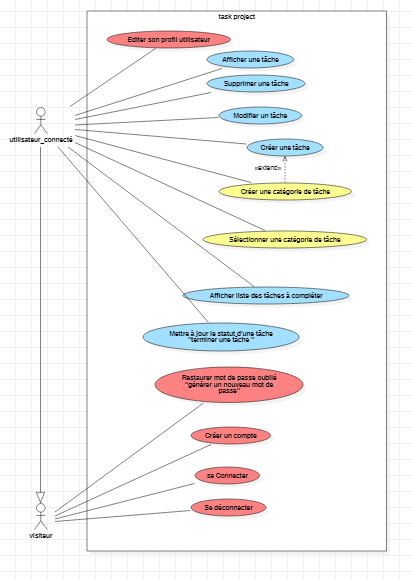 task project
Editer son profil utilisateur
Afficher une tâche
Supprimer une tâche
Modifier un tâche
utilisateur_connecté
Créer une tâche
«extend»
Créer une catégorie de tâche
Sélectionner une catégorie de tâche
Afficher liste des tâches à compléter
Mettre à jour le statut d'une tâche
"terminer une tâche "
Restaurer mot de passe oublié
"générer un nouveau mot de
passe"
Créer un compte
se Connecter
Se déconnecter
visiteur